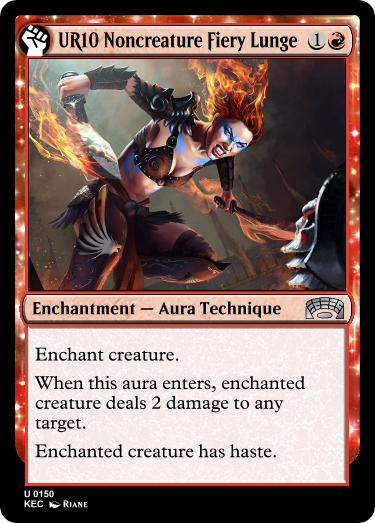 UR10 Noncreature Fiery Lunge 1
Enchantment — Aura Technique
Enchant creature.
When this aura enters, enchanted
creature deals 2 damage to any
target.
Enchanted creature has haste.
U 0150
KEC Riane